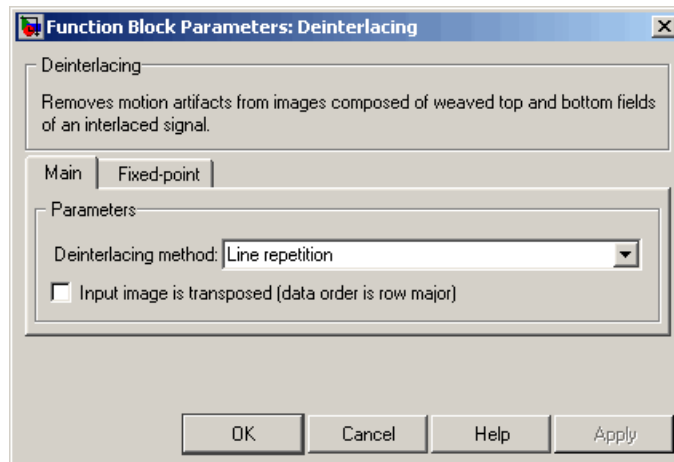 Function Block Parameters: Deinterlacing
Deinterlacing
Removes motion artifacts from images composed of weaved top and bottom fields
of an interlaced signal.
Main Fixed-point
Parameters
Deinterlacing method: Line repetition
Input image is transposed (data order is row major)
OK Cancel Help Apply